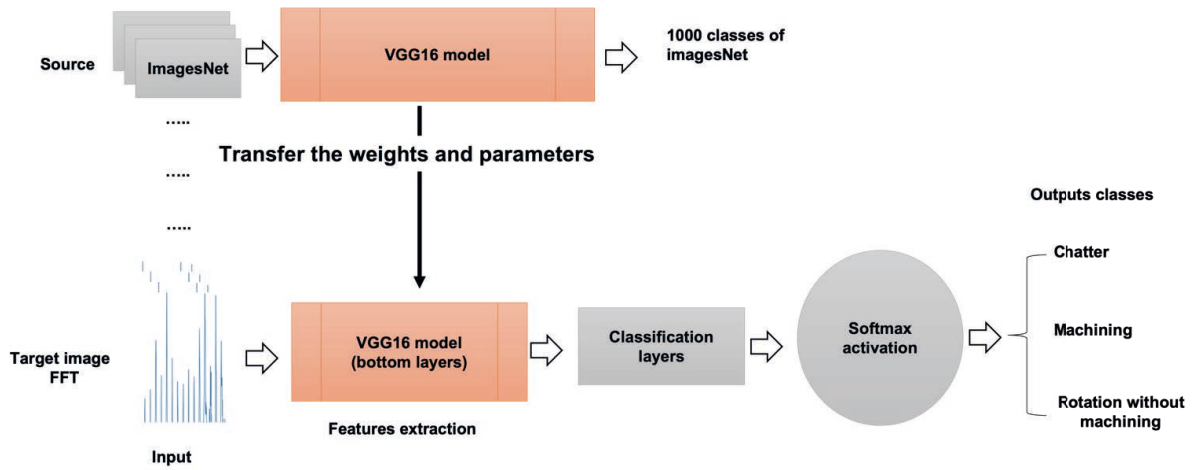 Source
ImagesNet
VGG16 model
1000 classes of
imagesNet
.....
Transfer the weights and parameters
.....
.....
Outputs classes
Target image
FFT
VGG16 model
(bottom layers)
Classification
layers
Softmax
activation
Chatter
Machining
Rotation without
machining
Features extraction
Input